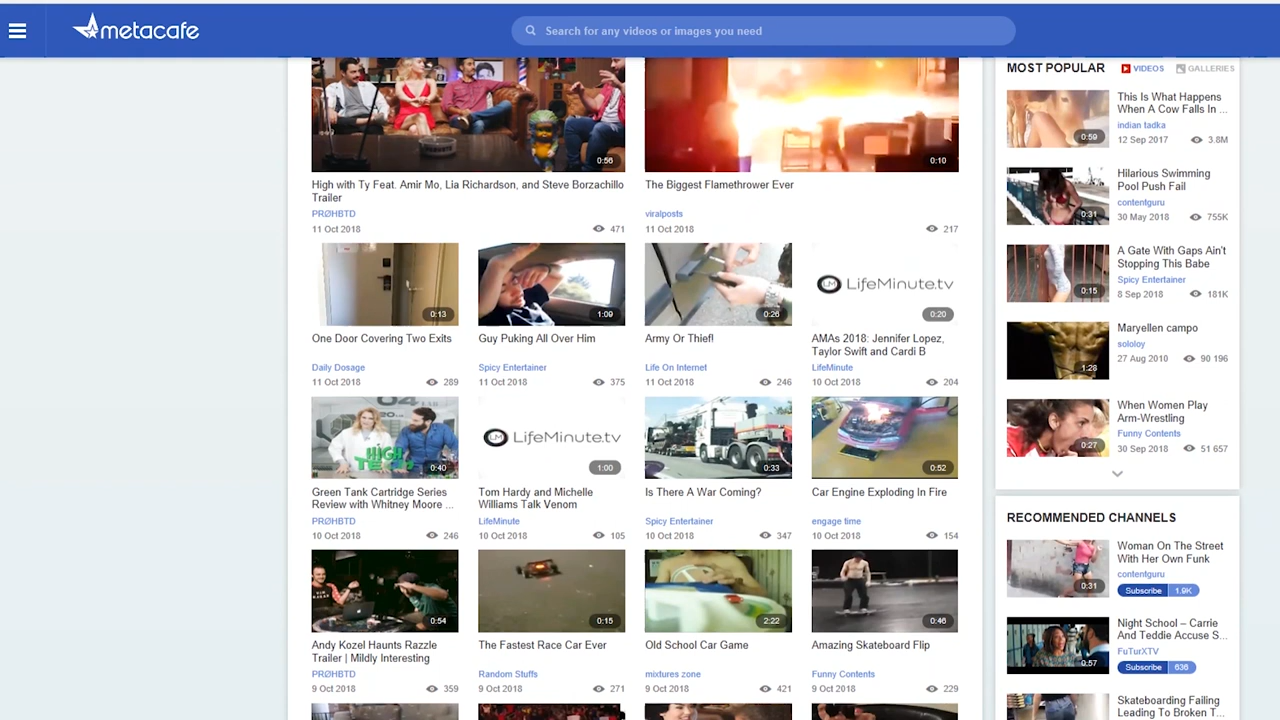 metacafe
Search for any videos or images you need
0:56
0:10
High with Ty Feat. Amir Mo, Lia Richardson, and Steve Borzachillo
Trailer
PRØHBTD
11 Oct 2018 471
The Biggest Flamethrower Ever
viralposts
11 Oct 2018 217
0:13
1:09
0:26
LM LifeMinute.tv
0:20
One Door Covering Two Exits
Daily Dosage
11 Oct 2018 289
Guy Puking All Over Him
Spicy Entertainer
11 Oct 2018 375
Army Or Thief!
Life On Internet
11 Oct 2018 246
AMAs 2018: Jennifer Lopez,
Taylor Swift and Cardi B
LifeMinute
10 Oct 2018 204
HIGH
0:40
LM LifeMinute.tv
1:00
0:33
0:52
Green Tank Cartridge Series
Review with Whitney Moore ...
PRØHBTD
10 Oct 2018 246
Tom Hardy and Michelle
Williams Talk Venom
LifeMinute
10 Oct 2018 105
Is There A War Coming?
Spicy Entertainer
10 Oct 2018 347
Car Engine Exploding In Fire
engage time
10 Oct 2018 154
0:54
0:15
2:22
0:46
Andy Kozel Haunts Razzle
Trailer | Mildly Interesting
PRØHBTD
9 Oct 2018 359
The Fastest Race Car Ever
Random Stuffs
9 Oct 2018 271
Old School Car Game
mixtures zone
9 Oct 2018 421
Amazing Skateboard Flip
Funny Contents
9 Oct 2018 229
MOST POPULAR VIDEOS GALLERIES
0:59
This Is What Happens
When A Cow Falls In ...
indian tadka
12 Sep 2017 3.8M
0:31
Hilarious Swimming
Pool Push Fail
contentguru
30 May 2018 755K
0:15
A Gate With Gaps Ain't
Stopping This Babe
Spicy Entertainer
8 Sep 2018 181K
1:28
Maryellen campo
sololoy
27 Aug 2010 90 196
0:27
When Women Play
Arm-Wrestling
Funny Contents
30 Sep 2018 51 657
RECOMMENDED CHANNELS
0:31
Woman On The Street
With Her Own Funk
contentguru
Subscribe 1.9K
0:57
Night School – Carrie
And Teddie Accuse S...
FuTurXTV
Subscribe 636
Skateboarding Failing
Leading To Broken T...